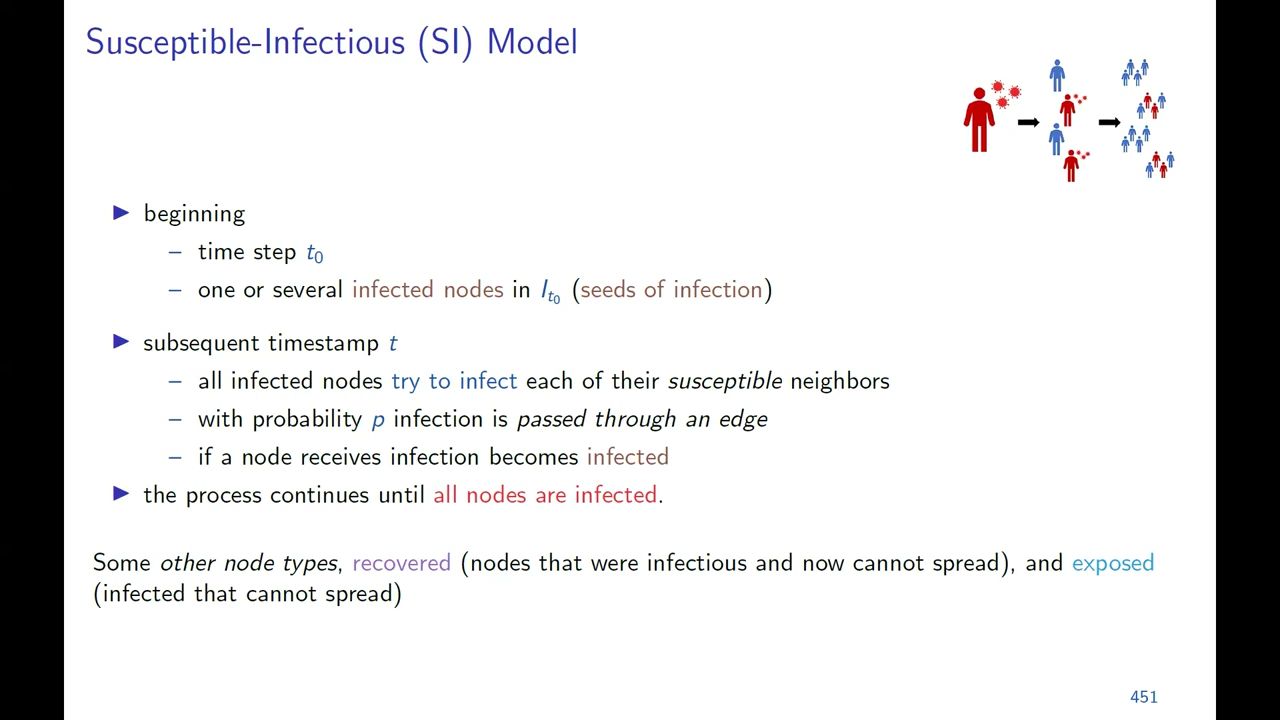 Susceptible-Infectious (SI) Model
▶ beginning
– time step t₀
– one or several infected nodes in I_{t₀} (seeds of infection)
▶ subsequent timestamp t
– all infected nodes try to infect each of their susceptible neighbors
– with probability p infection is passed through an edge
– if a node receives infection becomes infected
▶ the process continues until all nodes are infected.
Some other node types, recovered (nodes that were infectious and now cannot spread), and exposed
(infected that cannot spread)
451